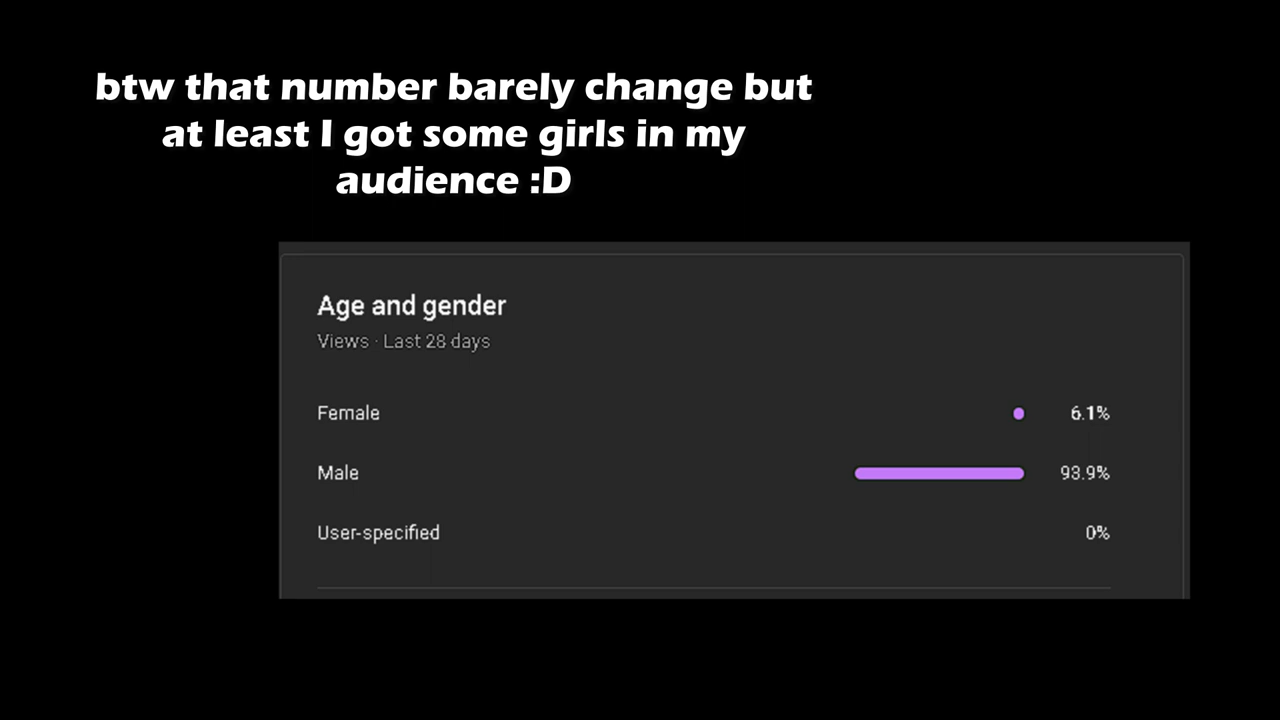 btw that number barely change but
at least I got some girls in my
audience :D
Age and gender
Views · Last 28 days
Female 6.1%
Male 93.9%
User-specified 0%